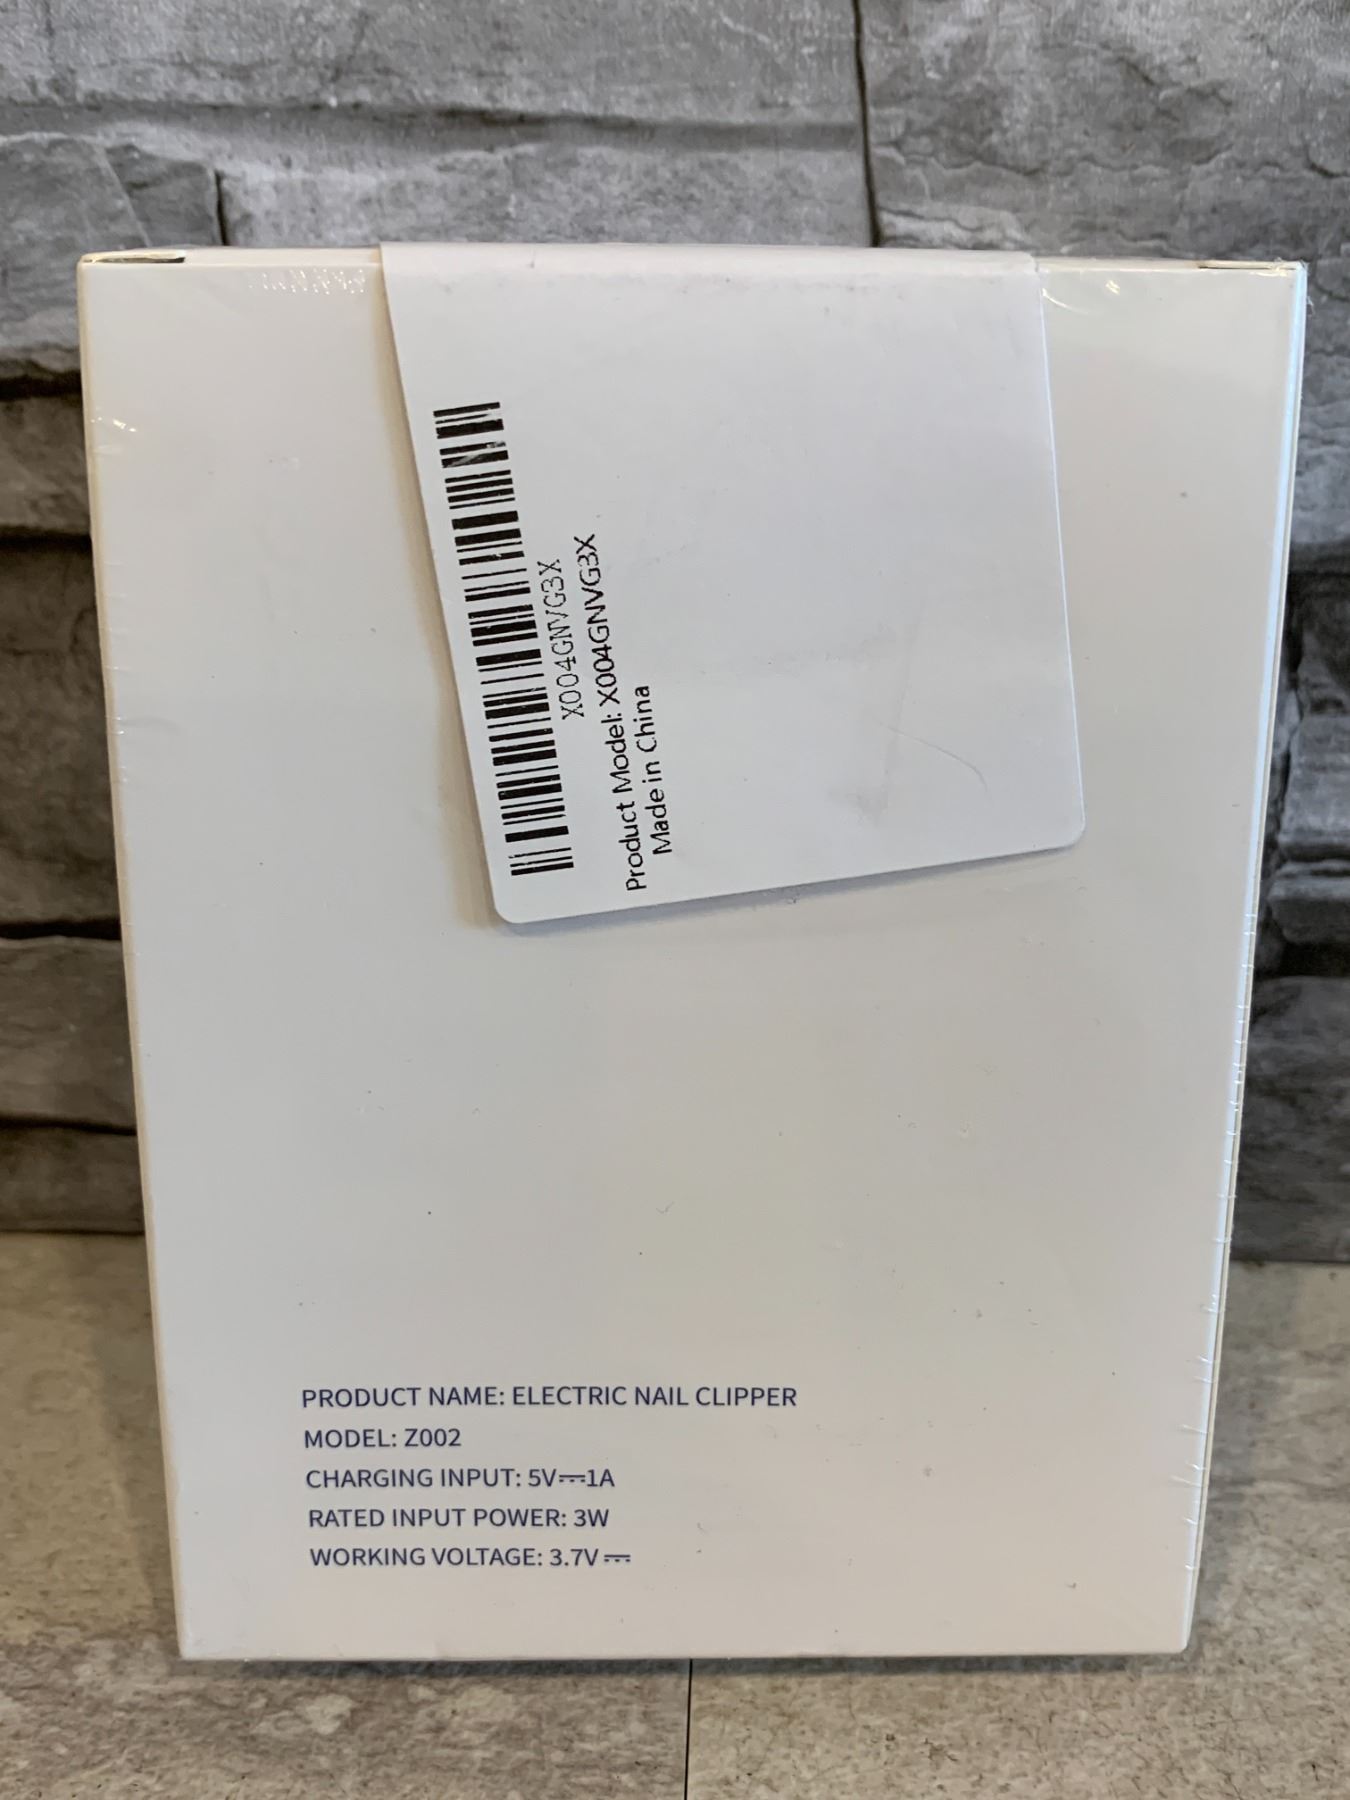 X004GNVG3X
Product Model: X004GNVG3X
Made in China
PRODUCT NAME: ELECTRIC NAIL CLIPPER
MODEL: Z002
CHARGING INPUT: 5V⎓1A
RATED INPUT POWER: 3W
WORKING VOLTAGE: 3.7V⎓